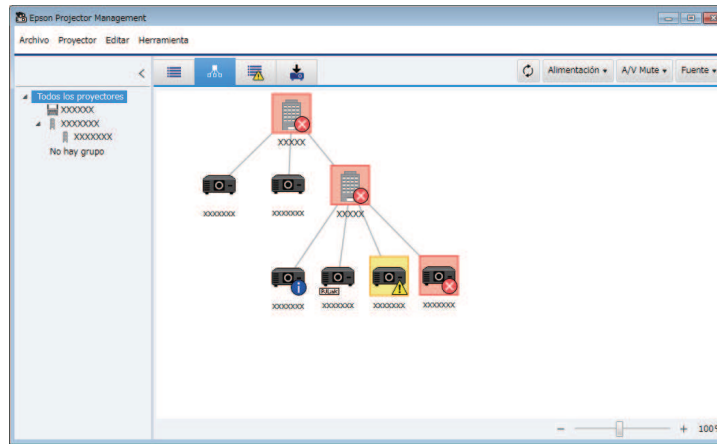 Epson Projector Management
Archivo Proyector Editar Herramienta
Alimentación A/V Mute Fuente
Todos los proyectores
XXXXXX
XXXXXXX
XXXXXXX
No hay grupo
XXXXX
XXXXXXX XXXXXXX XXXXX
XXXXXXX XXXXXXX XXXXXXX XXXXXXX
100%